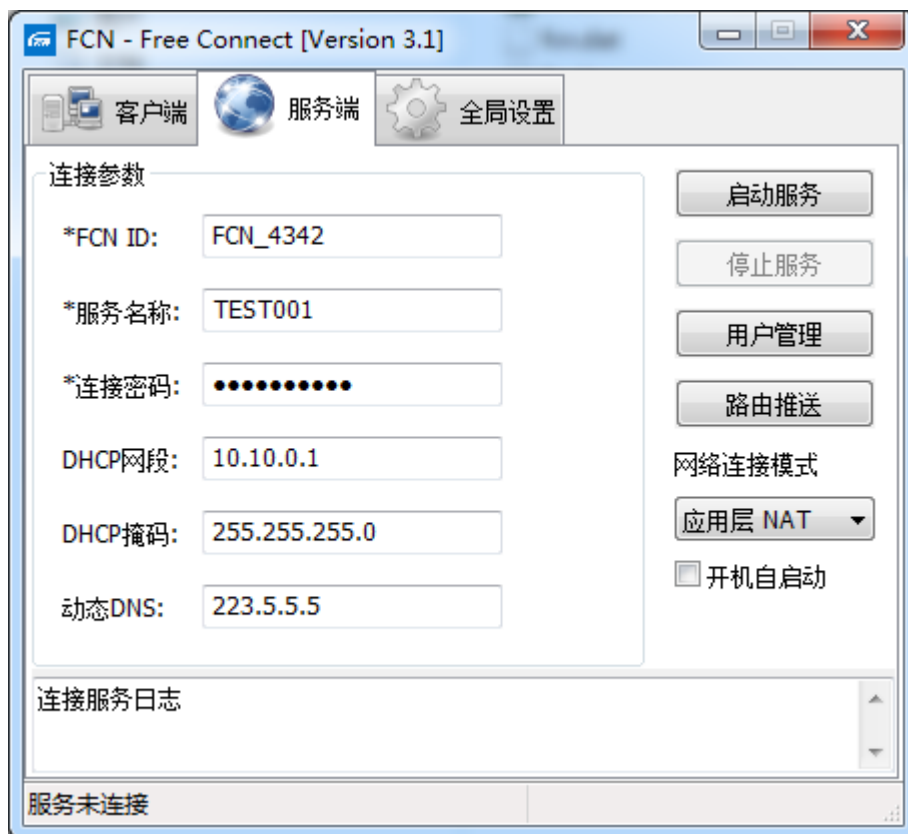 FCN - Free Connect [Version 3.1]
客户端
服务端
全局设置
连接参数
*FCN ID: FCN_4342
*服务名称: TEST001
*连接密码: ●●●●●●●●●●
DHCP网段: 10.10.0.1
DHCP掩码: 255.255.255.0
动态DNS: 223.5.5.5
启动服务
停止服务
用户管理
路由推送
网络连接模式
应用层 NAT
开机自启动
连接服务日志
服务未连接